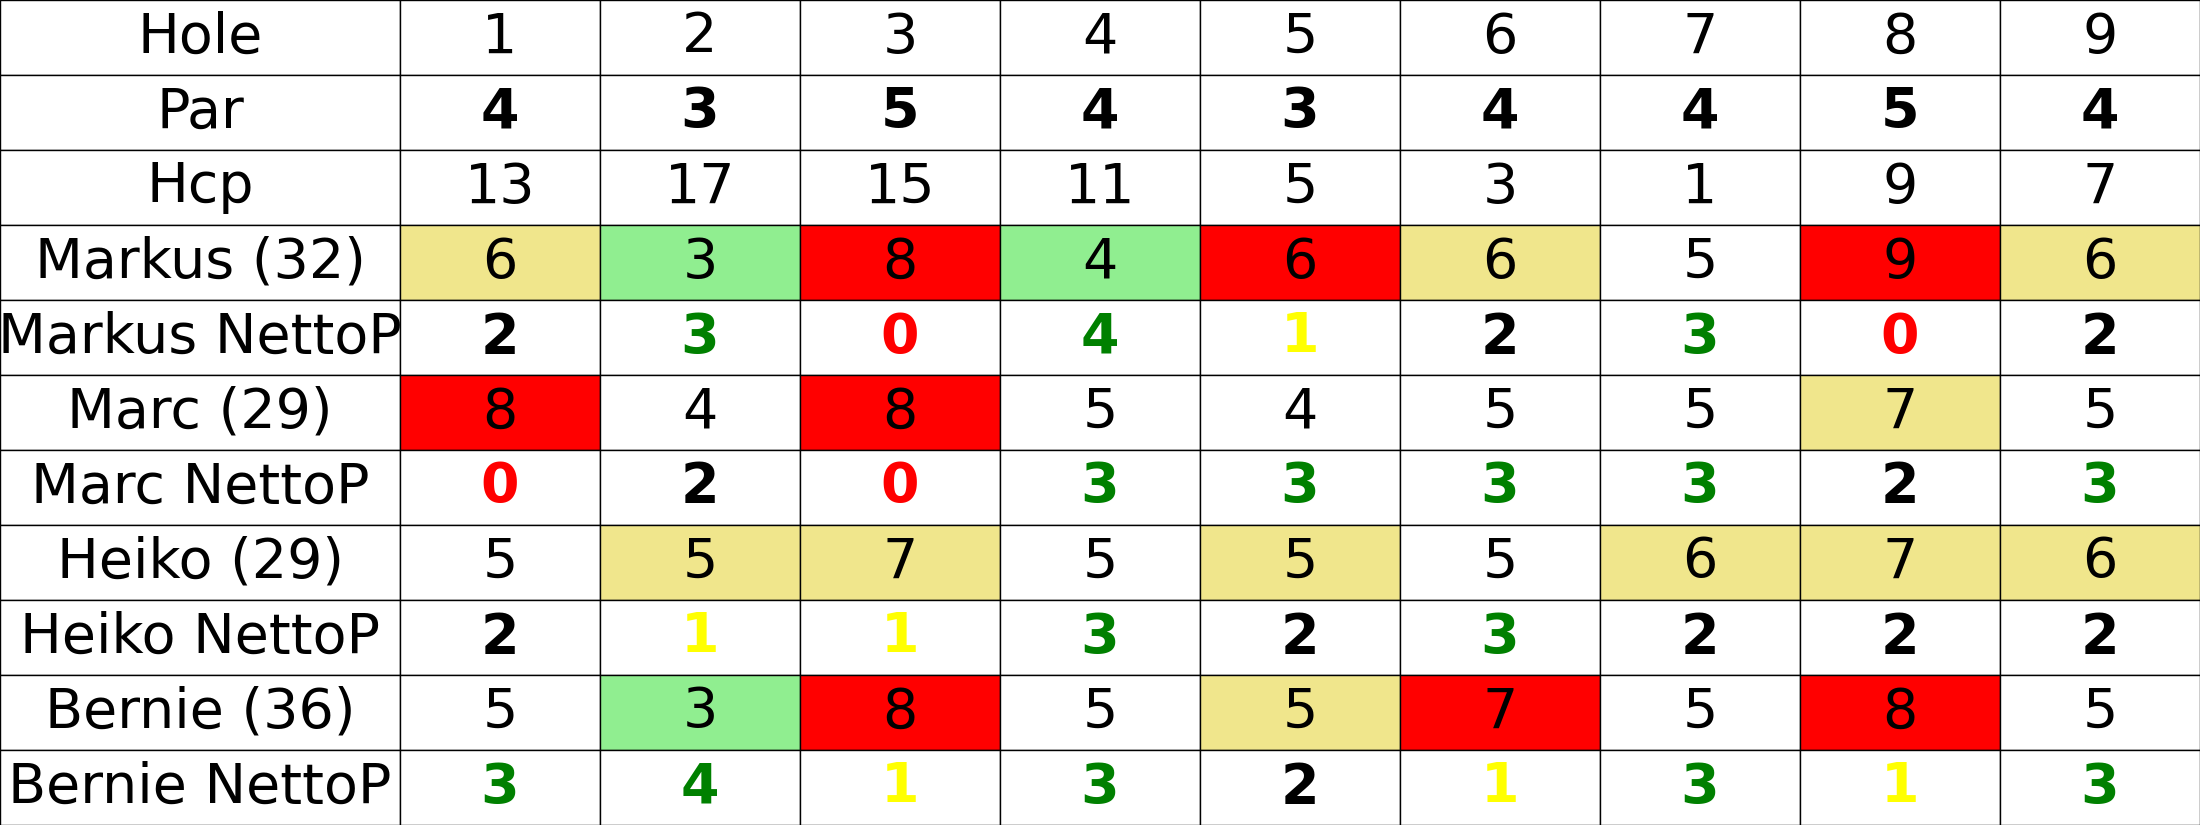 Hole 1 2 3 4 5 6 7 8 9
Par 4 3 5 4 3 4 4 5 4
Hcp 13 17 15 11 5 3 1 9 7
Markus (32) 6 3 8 4 6 6 5 9 6
Markus NettoP 2 3 0 4 1 2 3 0 2
Marc (29) 8 4 8 5 4 5 5 7 5
Marc NettoP 0 2 0 3 3 3 3 2 3
Heiko (29) 5 5 7 5 5 5 6 7 6
Heiko NettoP 2 1 1 3 2 3 2 2 2
Bernie (36) 5 3 8 5 5 7 5 8 5
Bernie NettoP 3 4 1 3 2 1 3 1 3